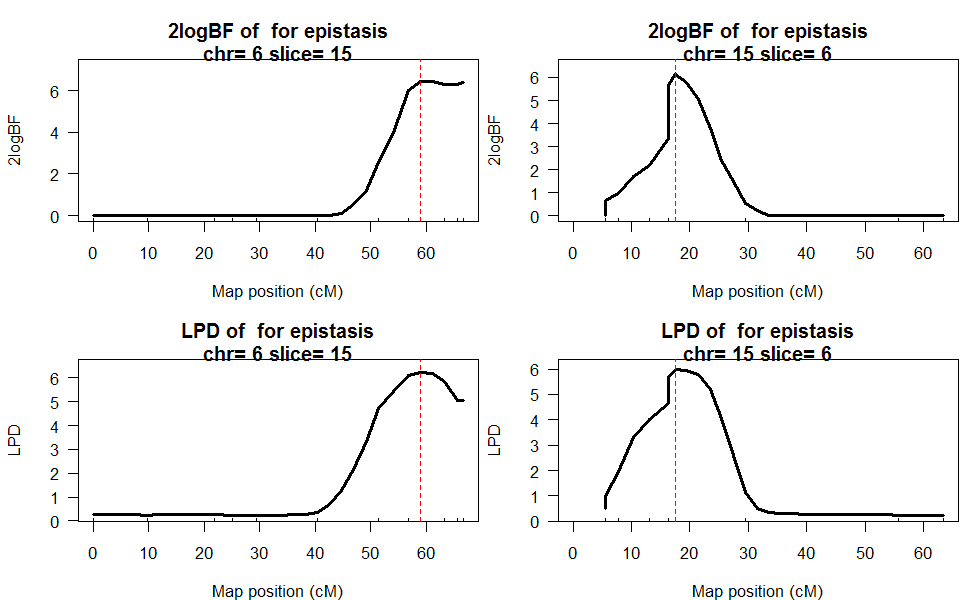 2logBF of  for epistasis
chr= 6 slice= 15
2logBF
6
4
2
0
0 10 20 30 40 50 60
Map position (cM)
2logBF of  for epistasis
chr= 15 slice= 6
2logBF
6
5
4
3
2
1
0
0 10 20 30 40 50 60
Map position (cM)
LPD of  for epistasis
chr= 6 slice= 15
LPD
6
5
4
3
2
1
0
0 10 20 30 40 50 60
Map position (cM)
LPD of  for epistasis
chr= 15 slice= 6
LPD
6
5
4
3
2
1
0
0 10 20 30 40 50 60
Map position (cM)